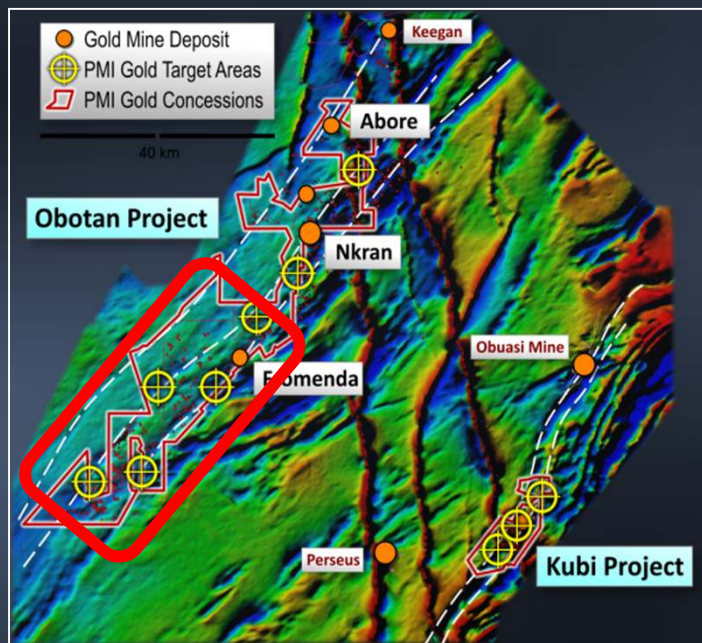 Gold Mine Deposit
PMI Gold Target Areas
PMI Gold Concessions
40 km
Keegan
Abore
Obotan Project
Nkran
Obuasi Mine
Perseus
Kubi Project